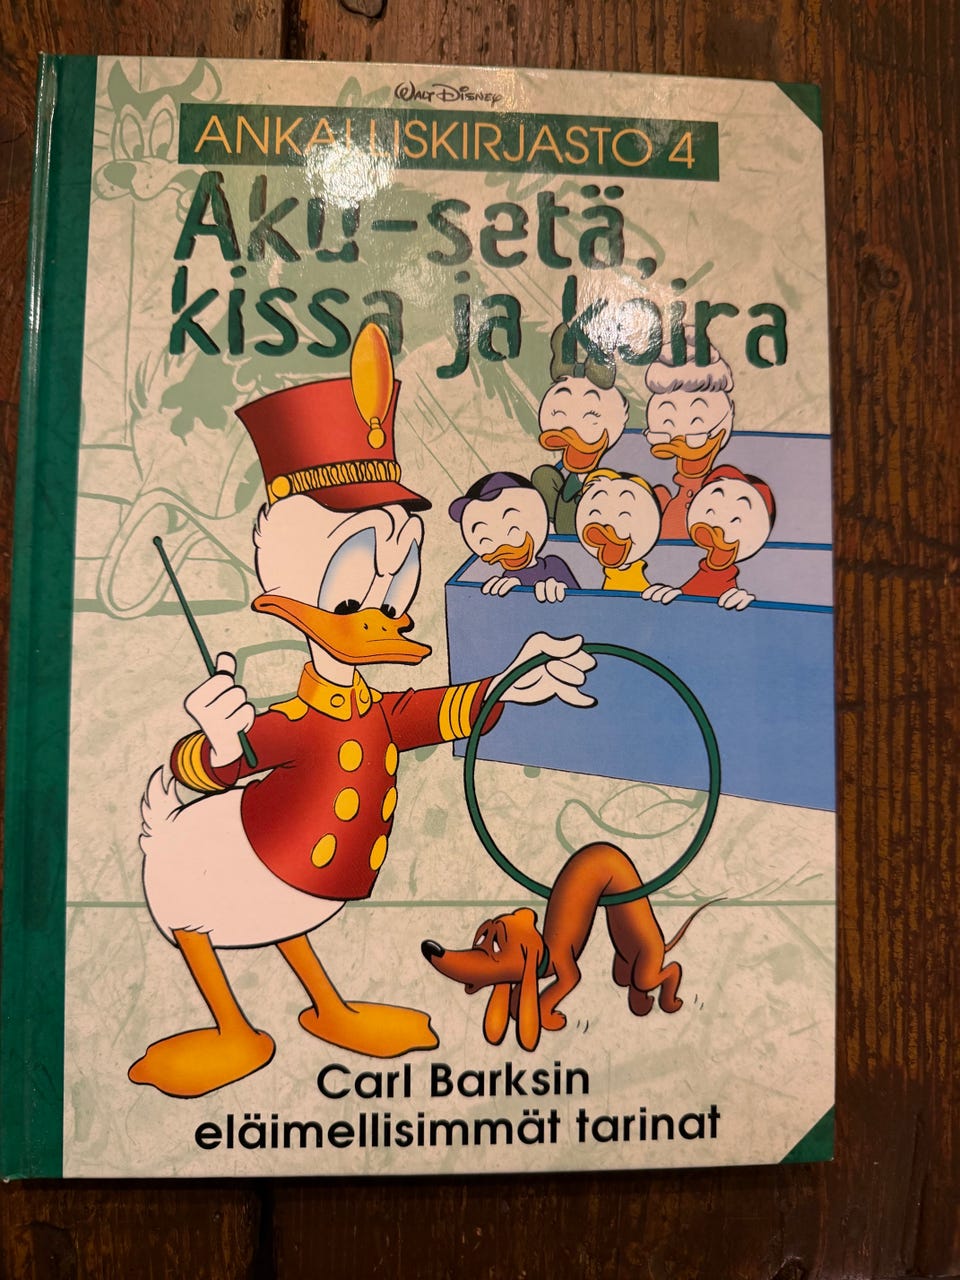 Walt Disney
ANKALLISKIRJASTO 4
Aku-setä,
kissa ja koira
Carl Barksin
eläimellisimmät tarinat